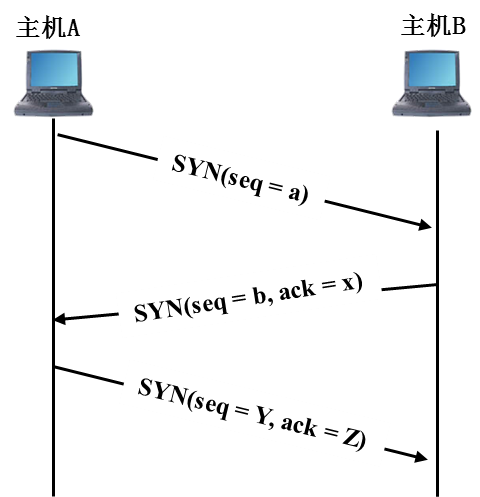 主机A
主机B
SYN(seq = a)
SYN(seq = b, ack = x)
SYN(seq = Y, ack = Z)